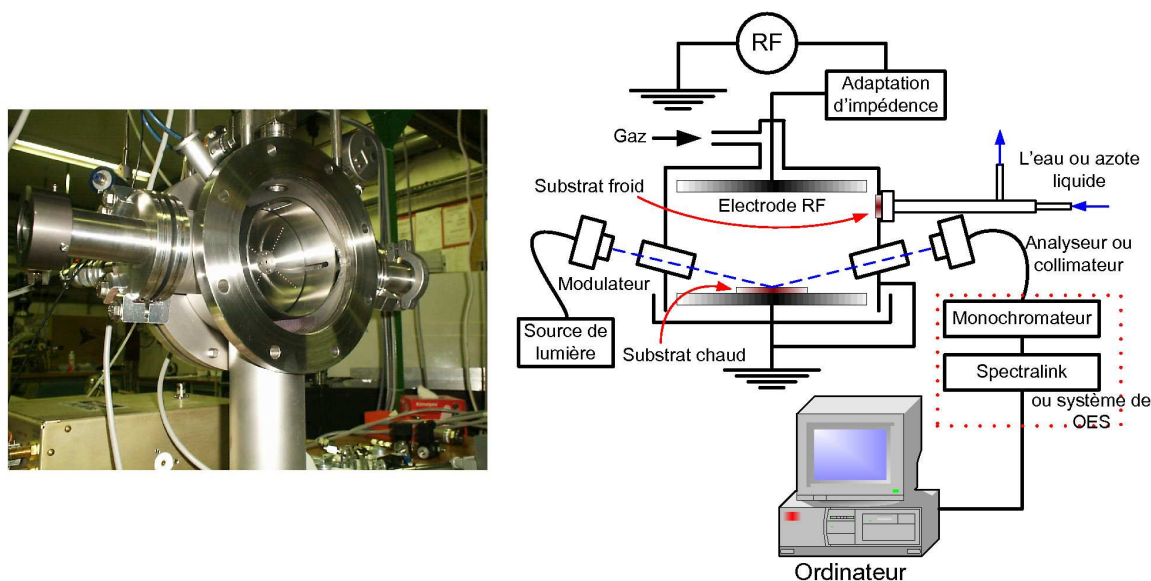 RF
Adaptation
d'impédence
Gaz
Substrat froid
Electrode RF
L'eau ou azote
liquide
Modulateur
Analyseur ou
collimateur
Source de
lumière
Substrat chaud
Monochromateur
Spectralink
ou système de
OES
Ordinateur